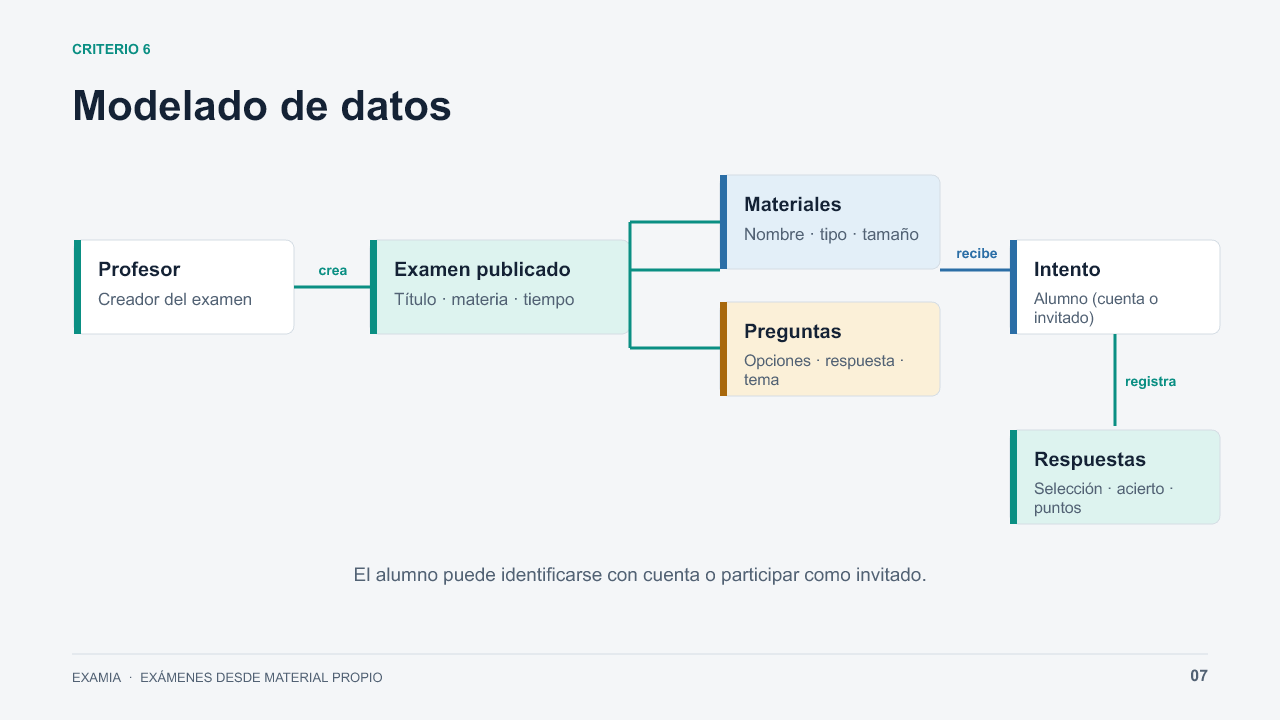 CRITERIO 6
Modelado de datos
Profesor
Creador del examen
crea
Examen publicado
Título · materia · tiempo
Materiales
Nombre · tipo · tamaño
Preguntas
Opciones · respuesta ·
tema
recibe
Intento
Alumno (cuenta o
invitado)
registra
Respuestas
Selección · acierto ·
puntos
El alumno puede identificarse con cuenta o participar como invitado.
EXAMIA · EXÁMENES DESDE MATERIAL PROPIO
07